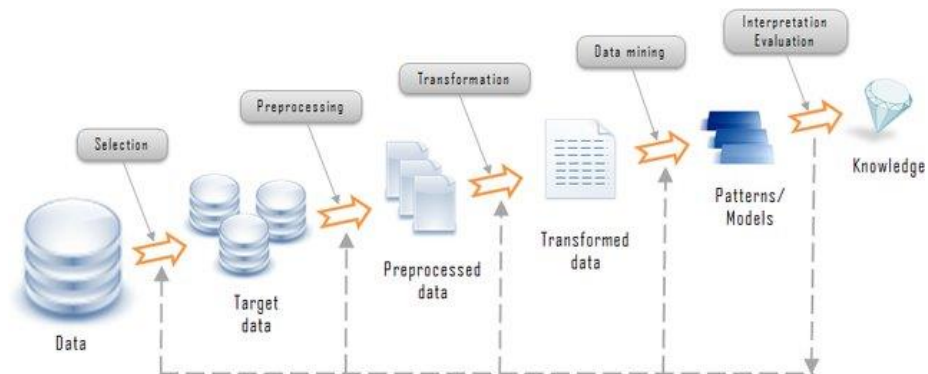 Interpretation
Evaluation
Data mining
Transformation
Preprocessing
Selection
Knowledge
Patterns/
Models
Transformed
data
Preprocessed
data
Target
data
Data